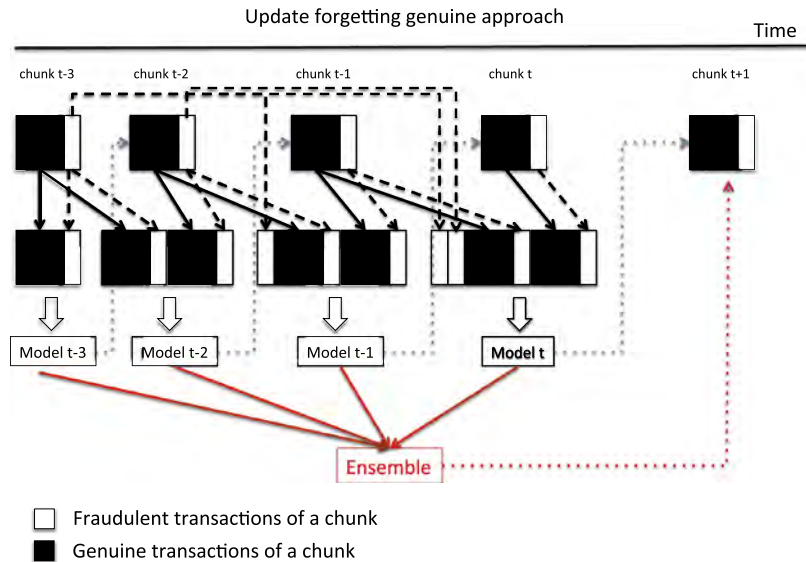 Update forgetting genuine approach
Time
chunk t-3
chunk t-2
chunk t-1
chunk t
chunk t+1
Model t-3
Model t-2
Model t-1
Model t
Ensemble
Fraudulent transactions of a chunk
Genuine transactions of a chunk